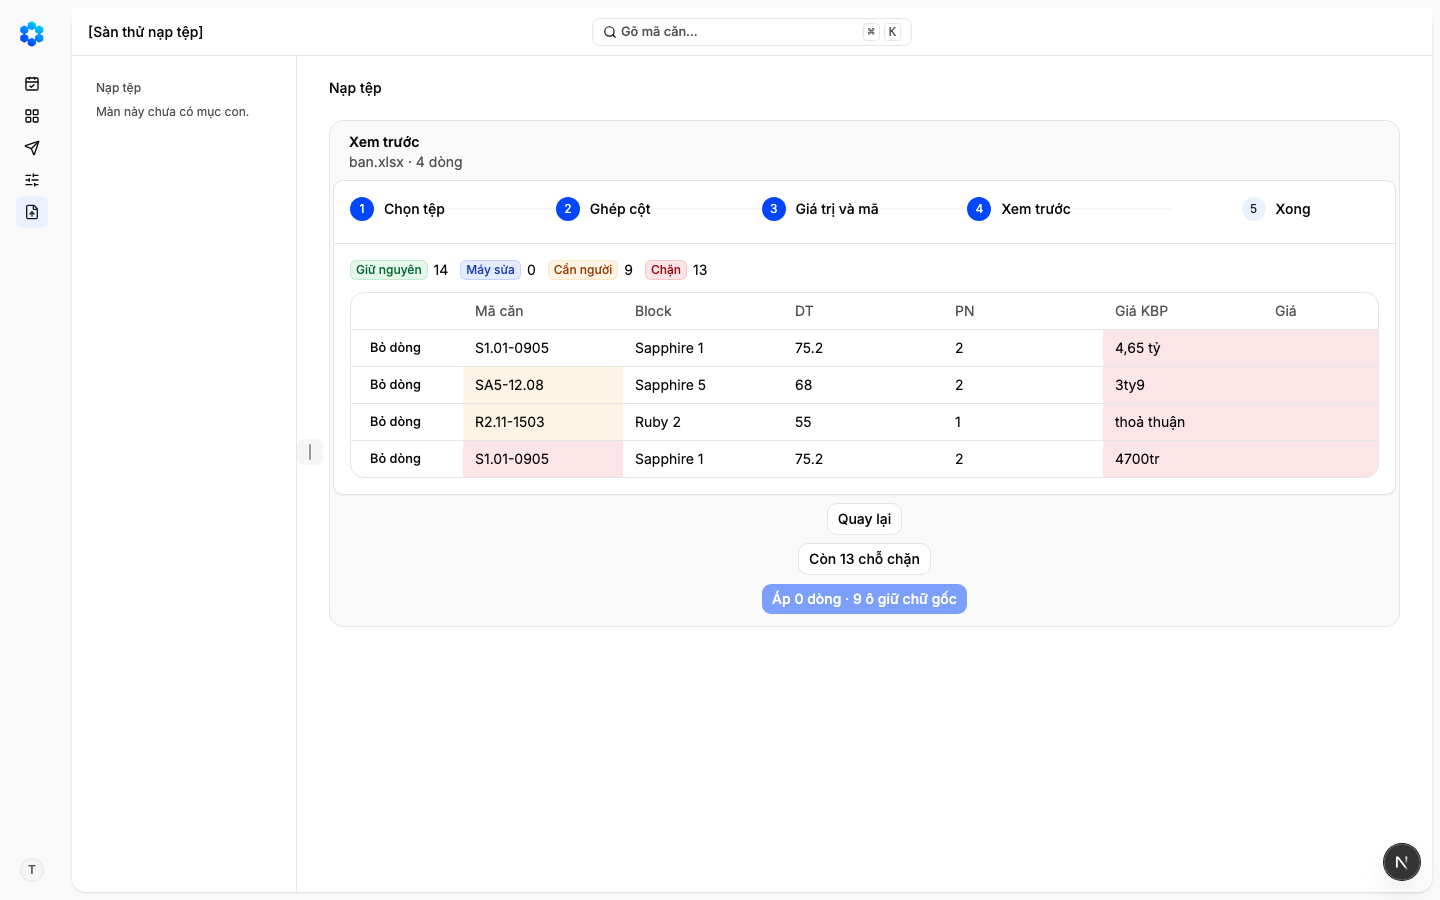 [Sàn thử nạp tệp]
Gõ mã căn...
⌘ K
Nạp tệp
Màn này chưa có mục con.
Nạp tệp
Xem trước
ban.xlsx · 4 dòng
1 Chọn tệp 2 Ghép cột 3 Giá trị và mã 4 Xem trước 5 Xong
Giữ nguyên 14 Máy sửa 0 Cần người 9 Chặn 13
Mã căn Block DT PN Giá KBP Giá
Bỏ dòng S1.01-0905 Sapphire 1 75.2 2 4,65 tỷ
Bỏ dòng SA5-12.08 Sapphire 5 68 2 3ty9
Bỏ dòng R2.11-1503 Ruby 2 55 1 thoả thuận
Bỏ dòng S1.01-0905 Sapphire 1 75.2 2 4700tr
Quay lại
Còn 13 chỗ chặn
Áp 0 dòng · 9 ô giữ chữ gốc
T
N